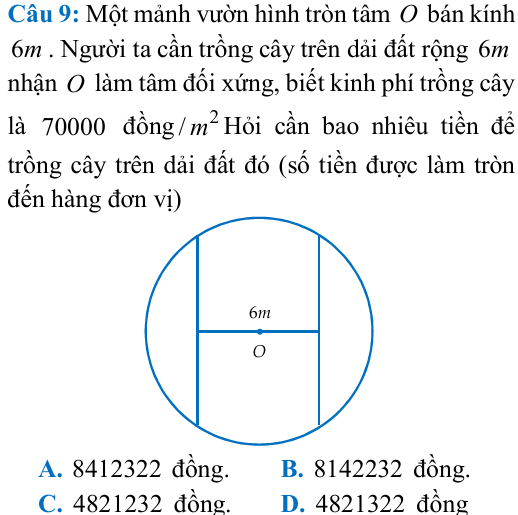 Câu 9: Một mảnh vườn hình tròn tâm O bán kính
6m . Người ta cần trồng cây trên dải đất rộng 6m
nhận O làm tâm đối xứng, biết kinh phí trồng cây
là 70000 đồng/m² Hỏi cần bao nhiêu tiền để
trồng cây trên dải đất đó (số tiền được làm tròn
đến hàng đơn vị)
6m
O
A. 8412322 đồng. B. 8142232 đồng.
C. 4821232 đồng. D. 4821322 đồng